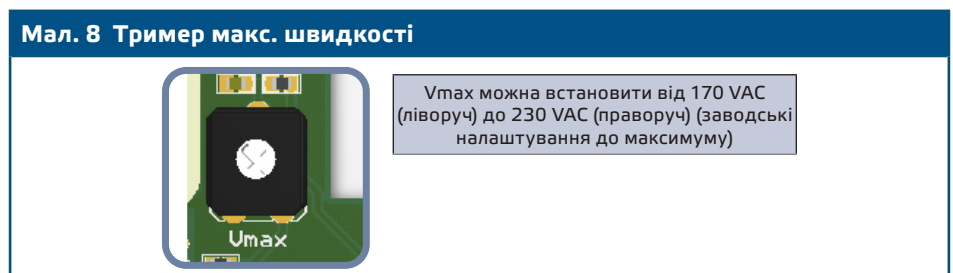 Мал. 8 Тример макс. швидкості
Vmax можна встановити від 170 VAC
(ліворуч) до 230 VAC (праворуч) (заводські
налаштування до максимуму)
Vmax